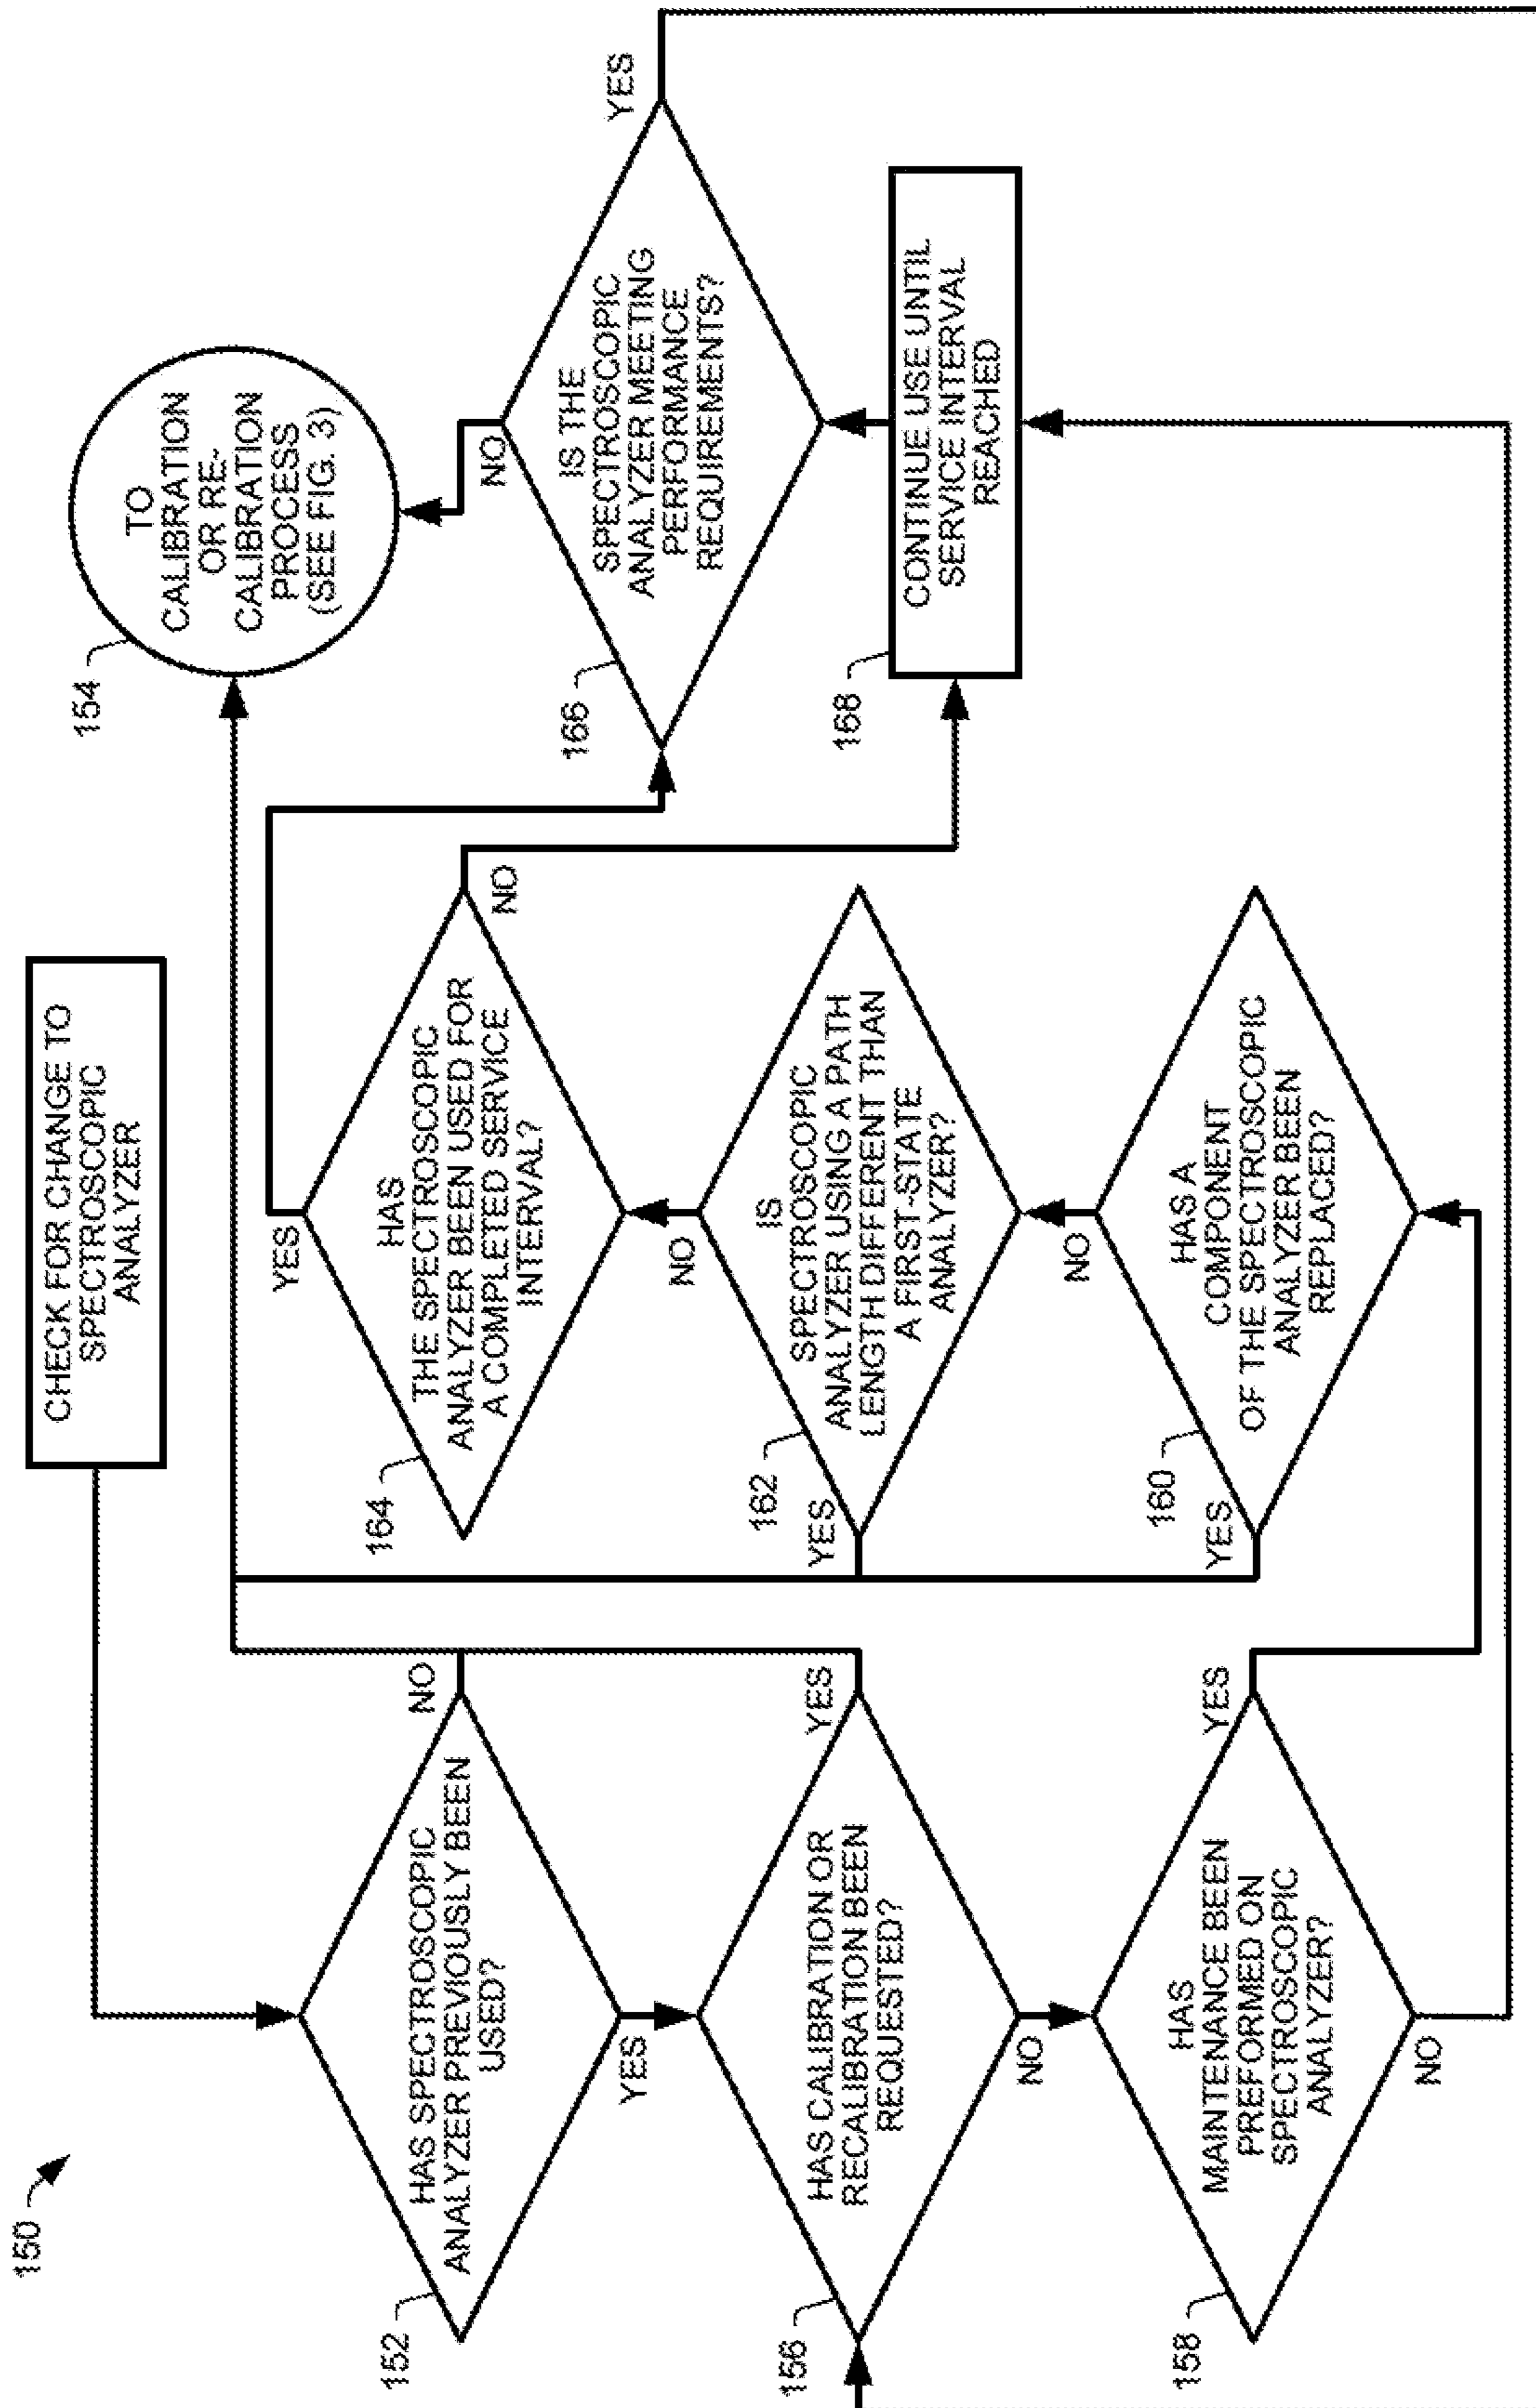 150
CHECK FOR CHANGE TO
SPECTROSCOPIC
ANALYZER
152
HAS SPECTROSCOPIC
ANALYZER PREVIOUSLY BEEN
USED?
NO
YES
156
HAS CALIBRATION OR
RECALIBRATION BEEN
REQUESTED?
YES
NO
158
HAS
MAINTENANCE BEEN
PREFORMED ON
SPECTROSCOPIC
ANALYZER?
YES
NO
164
HAS
THE SPECTROSCOPIC
ANALYZER BEEN USED FOR
A COMPLETED SERVICE
INTERVAL?
YES
NO
162
IS
SPECTROSCOPIC
ANALYZER USING A PATH
LENGTH DIFFERENT THAN
A FIRST-STATE
ANALYZER?
YES
NO
160
HAS A
COMPONENT
OF THE SPECTROSCOPIC
ANALYZER BEEN
REPLACED?
YES
NO
154
TO
CALIBRATION
OR RE-
CALIBRATION
PROCESS
(SEE FIG. 3)
166
IS THE
SPECTROSCOPIC
ANALYZER MEETING
PERFORMANCE
REQUIREMENTS?
NO
YES
168
CONTINUE USE UNTIL
SERVICE INTERVAL
REACHED